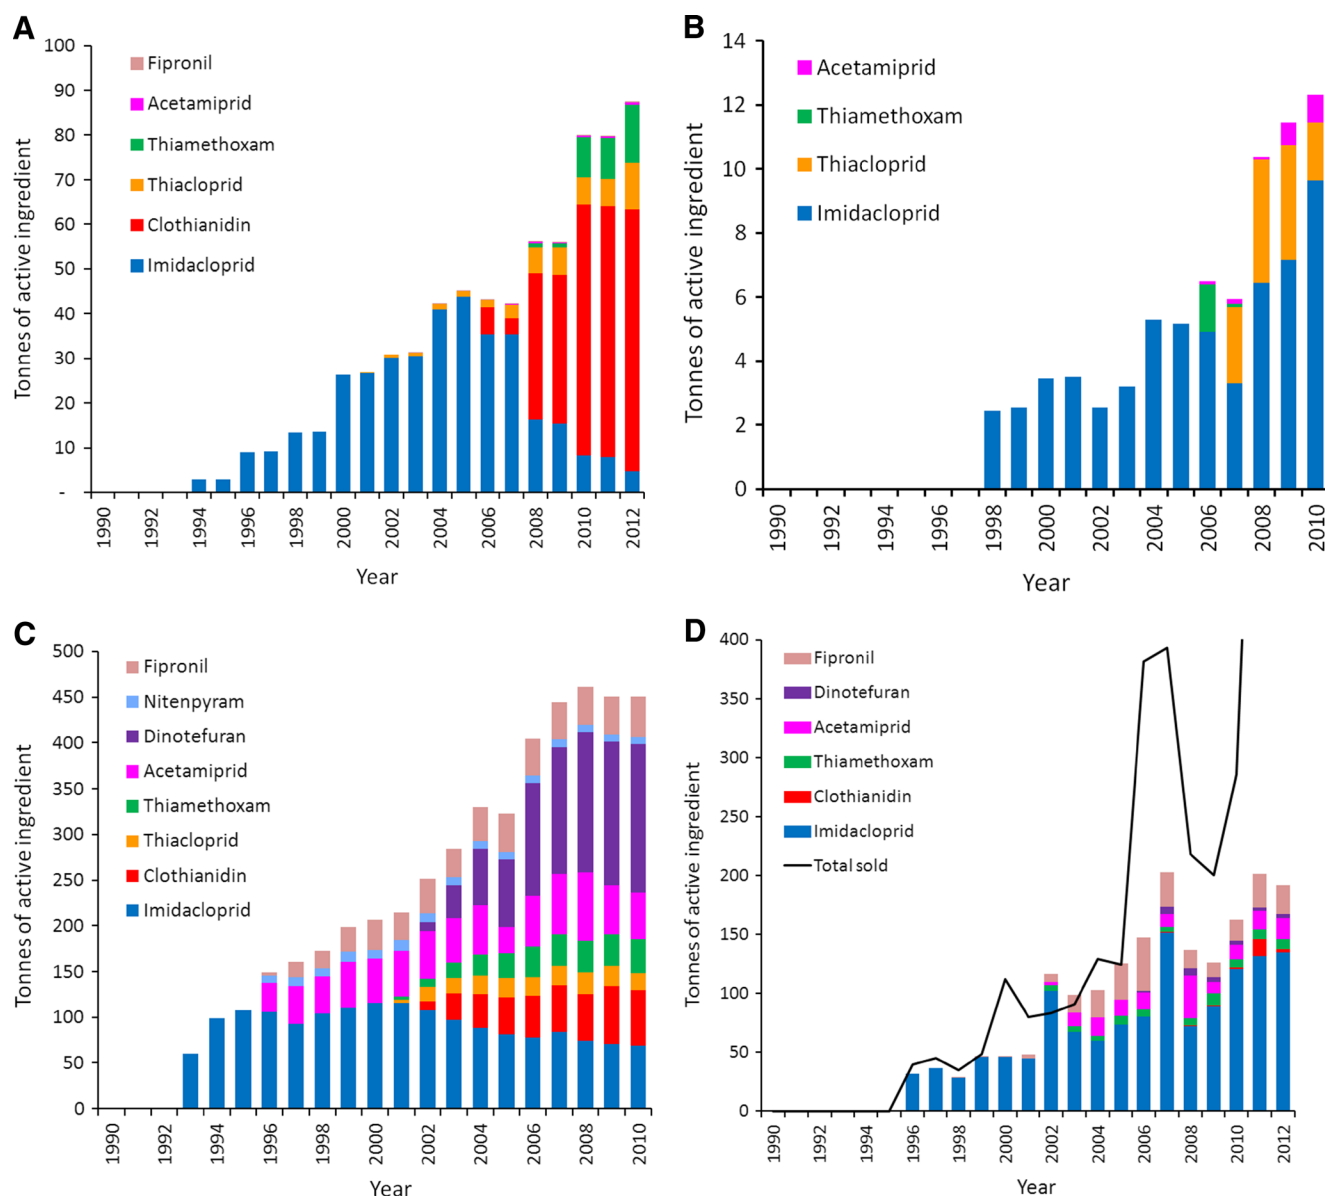 A
Tonnes of active ingredient
100
90
80
70
60
50
40
30
20
10
-
Fipronil
Acetamiprid
Thiamethoxam
Thiacloprid
Clothianidin
Imidacloprid
1990 1992 1994 1996 1998 2000 2002 2004 2006 2008 2010 2012
Year
B
Tonnes of active ingredient
14
12
10
8
6
4
2
0
Acetamiprid
Thiamethoxam
Thiacloprid
Imidacloprid
1990 1992 1994 1996 1998 2000 2002 2004 2006 2008 2010
Year
C
Tonnes of active ingredient
500
450
400
350
300
250
200
150
100
50
0
Fipronil
Nitenpyram
Dinotefuran
Acetamiprid
Thiamethoxam
Thiacloprid
Clothianidin
Imidacloprid
1990 1992 1994 1996 1998 2000 2002 2004 2006 2008 2010
Year
D
Tonnes of active ingredient
400
350
300
250
200
150
100
50
0
Fipronil
Dinotefuran
Acetamiprid
Thiamethoxam
Clothianidin
Imidacloprid
Total sold
1990 1992 1994 1996 1998 2000 2002 2004 2006 2008 2010 2012
Year